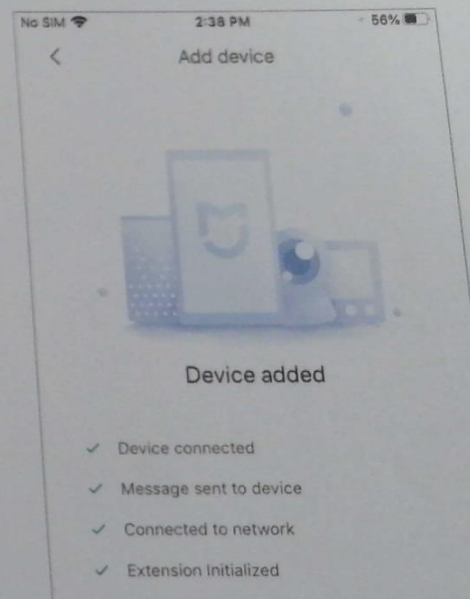 No SIM 2:38 PM 56%
Add device
Device added
Device connected
Message sent to device
Connected to network
Extension Initialized